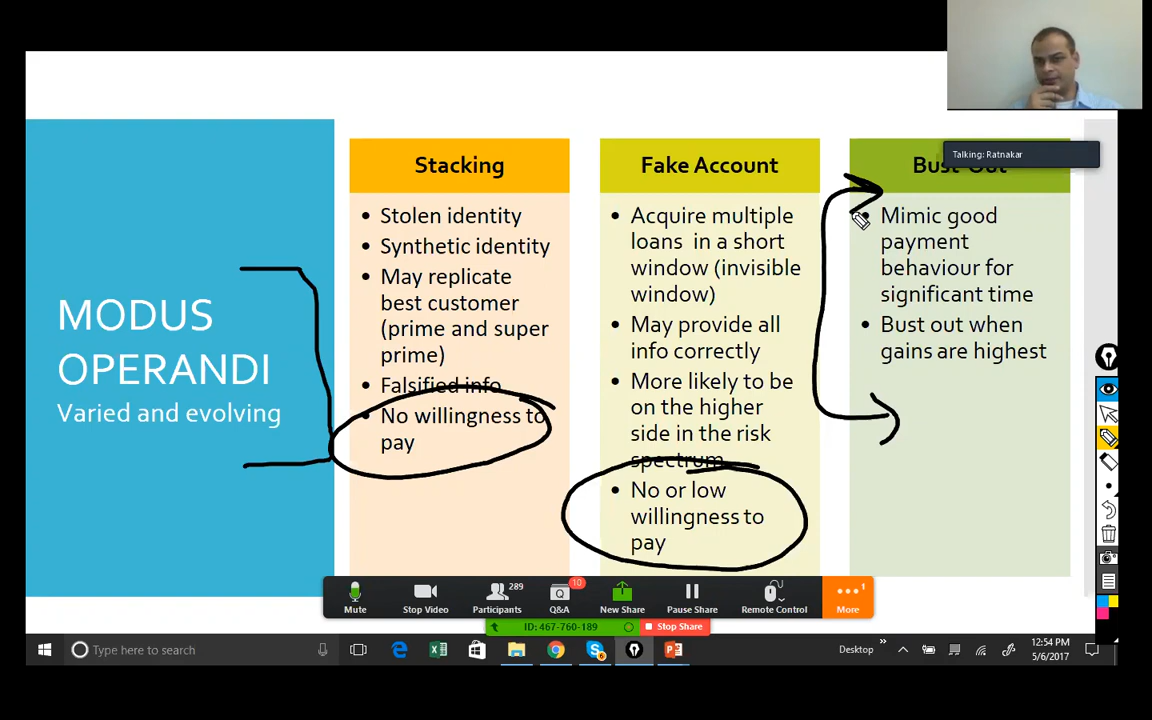 Talking: Ratnakar
MODUS
OPERANDI
Varied and evolving
Stacking
• Stolen identity
• Synthetic identity
• May replicate
best customer
(prime and super
prime)
• Falsified info
• No willingness to
pay
Fake Account
• Acquire multiple
loans in a short
window (invisible
window)
• May provide all
info correctly
• More likely to be
on the higher
side in the risk
spectrum
• No or low
willingness to
pay
Bust Out
• Mimic good
payment
behaviour for
significant time
• Bust out when
gains are highest
Mute
Stop Video
289
Participants
10
Q&A
New Share
Pause Share
Remote Control
1
More
ID: 467-760-189
Stop Share
Type here to search
Desktop
12:54 PM
5/6/2017